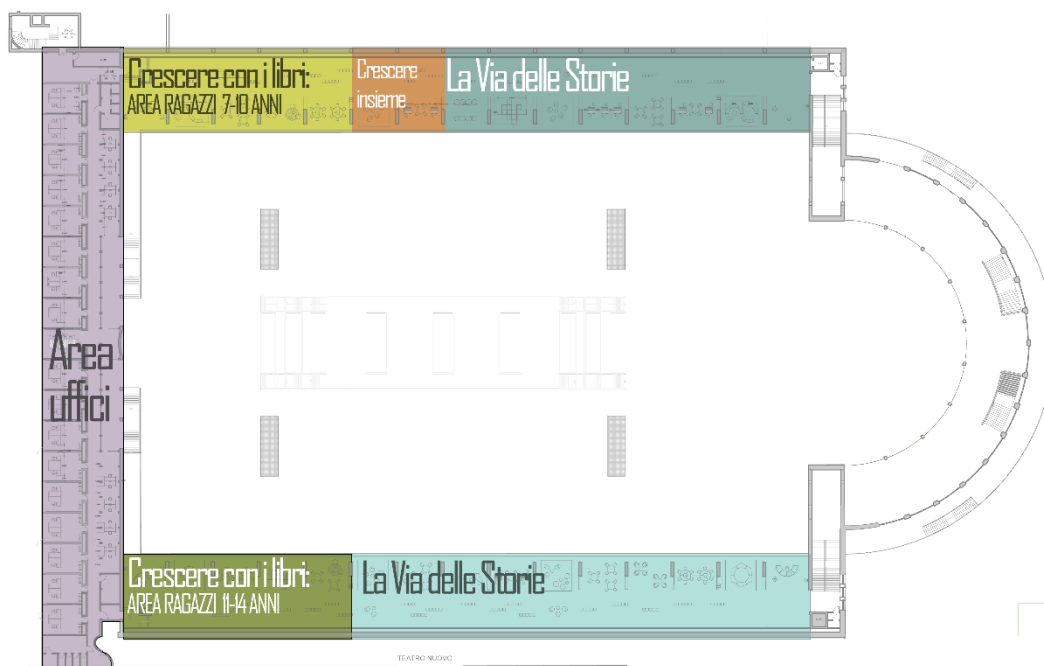 Crescere con i libri:
AREA RAGAZZI 7-10 ANNI
Crescere
insieme
La Via delle Storie
Area
uffici
Crescere con i libri:
AREA RAGAZZI 11-14 ANNI
La Via delle Storie
TEATRO NUOVO